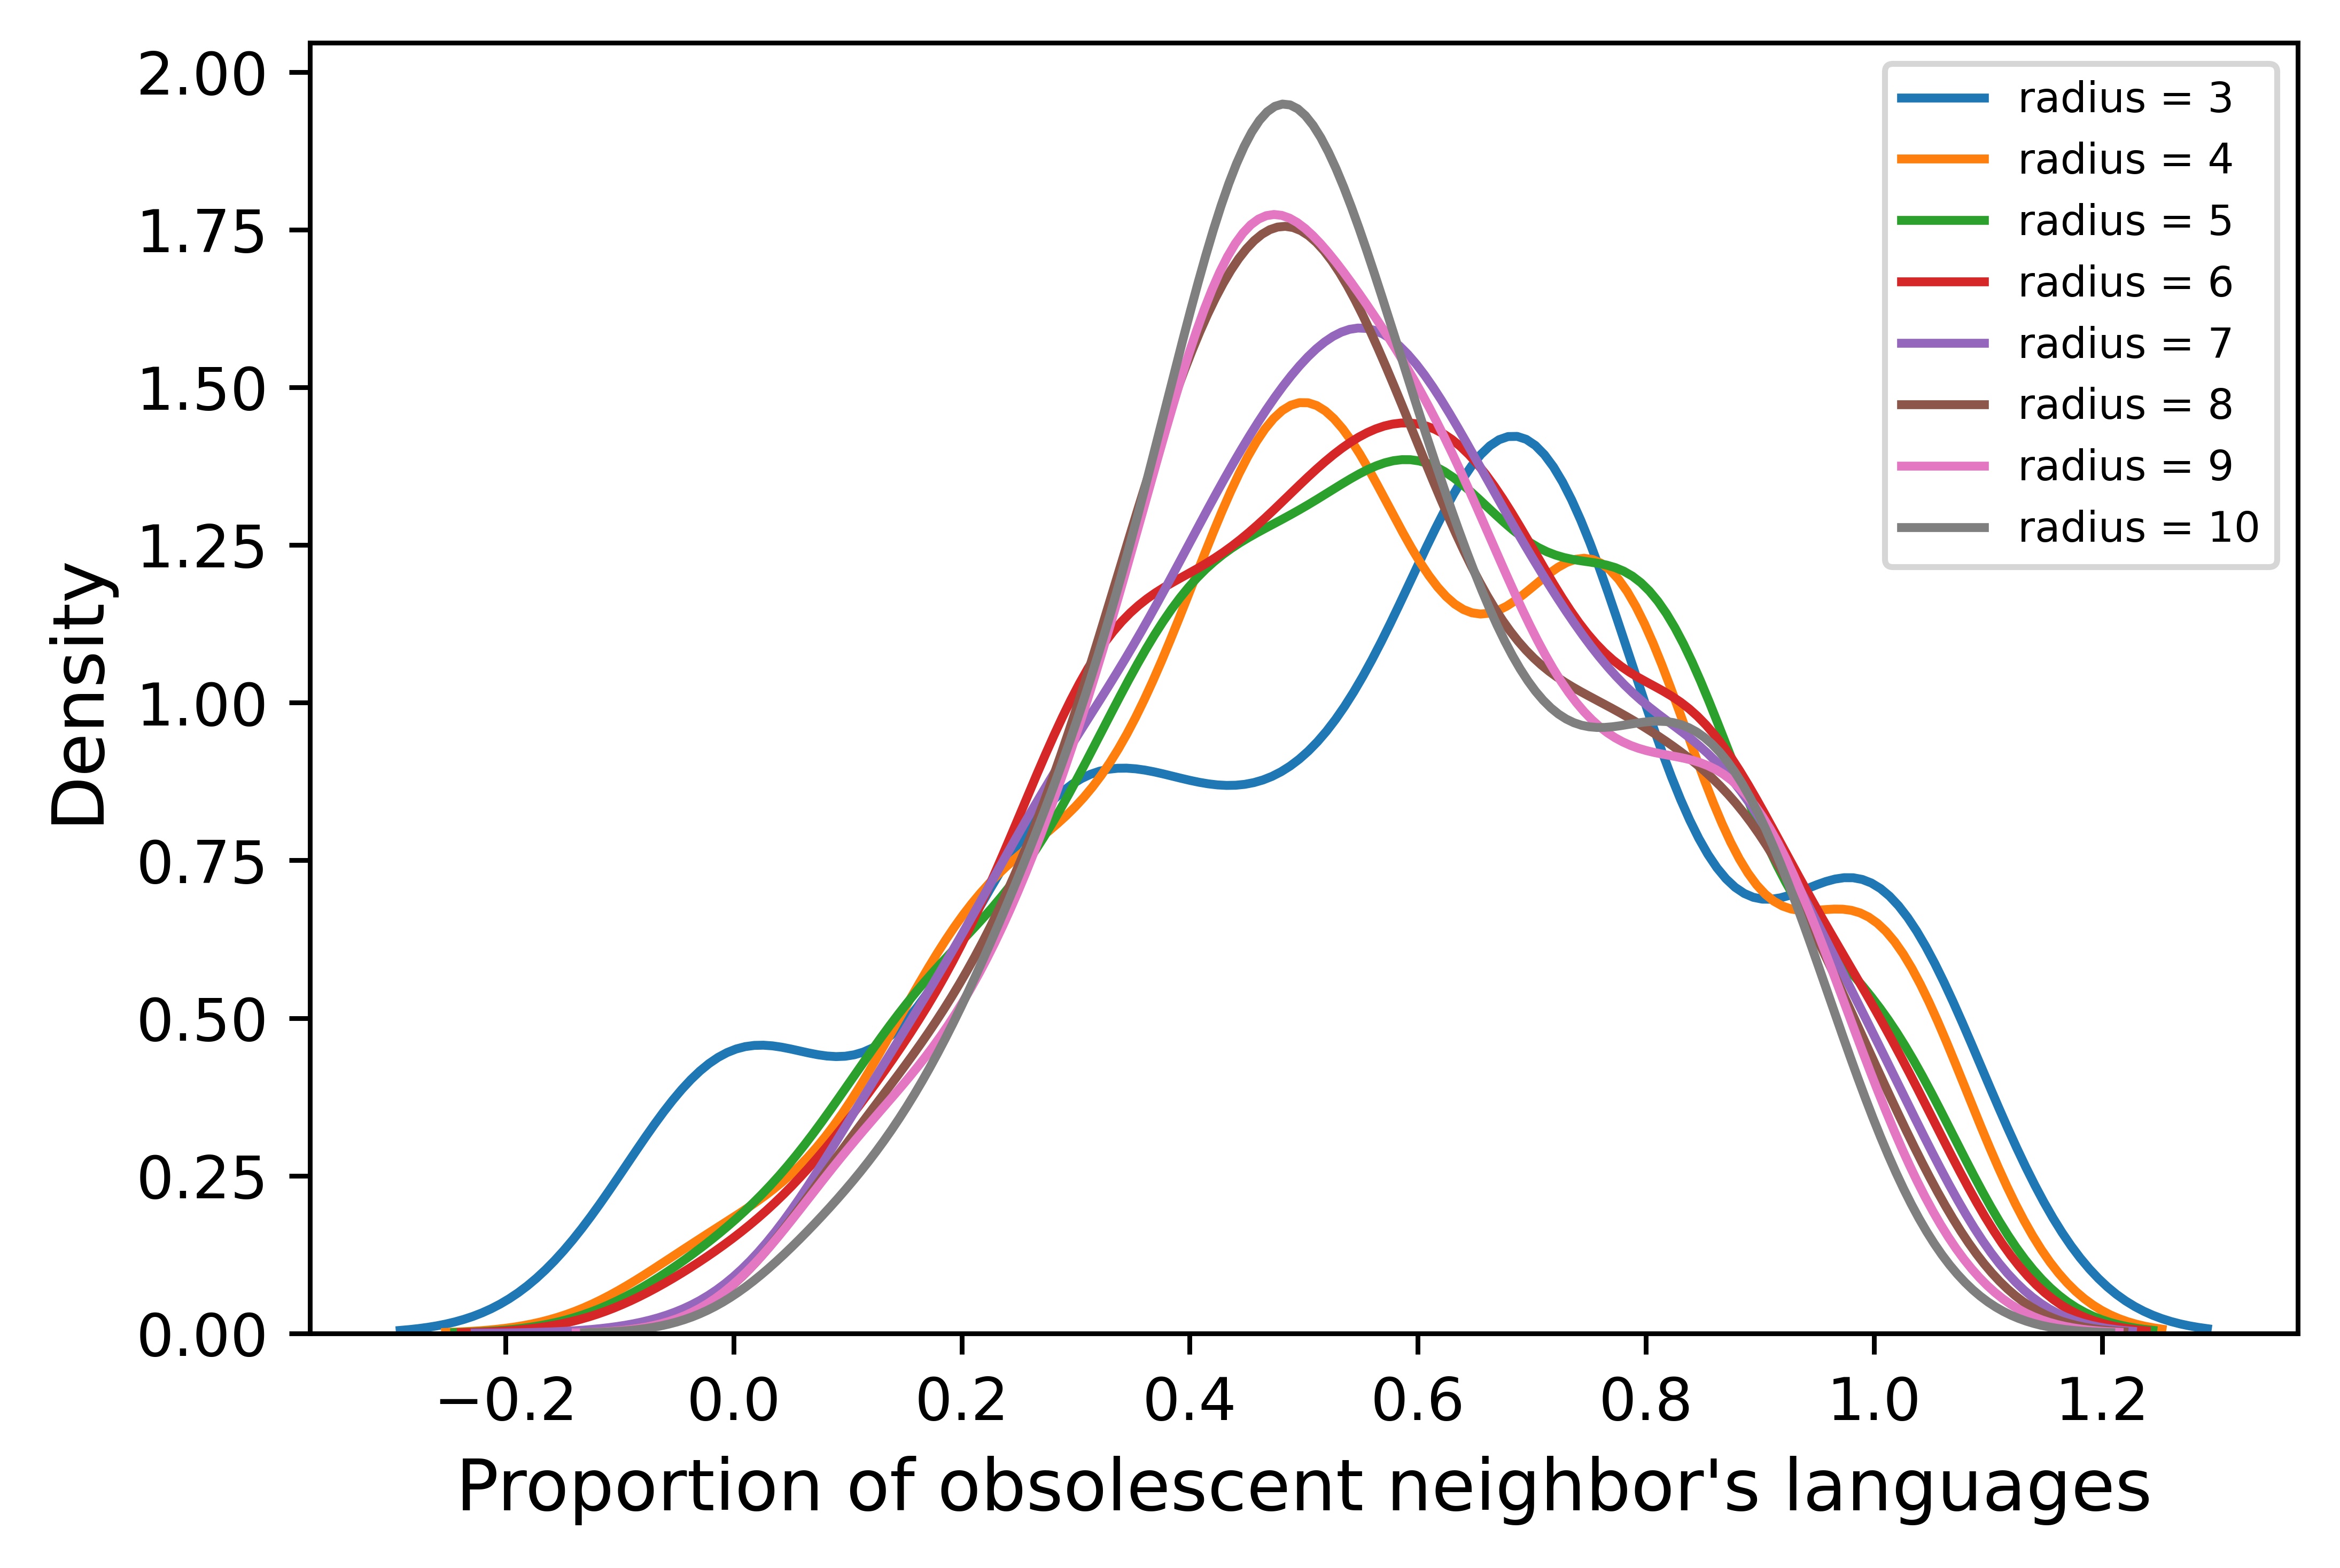 2.00
1.75
1.50
1.25
1.00
0.75
0.50
0.25
0.00
Density
radius = 3
radius = 4
radius = 5
radius = 6
radius = 7
radius = 8
radius = 9
radius = 10
−0.2 0.0 0.2 0.4 0.6 0.8 1.0 1.2
Proportion of obsolescent neighbor's languages